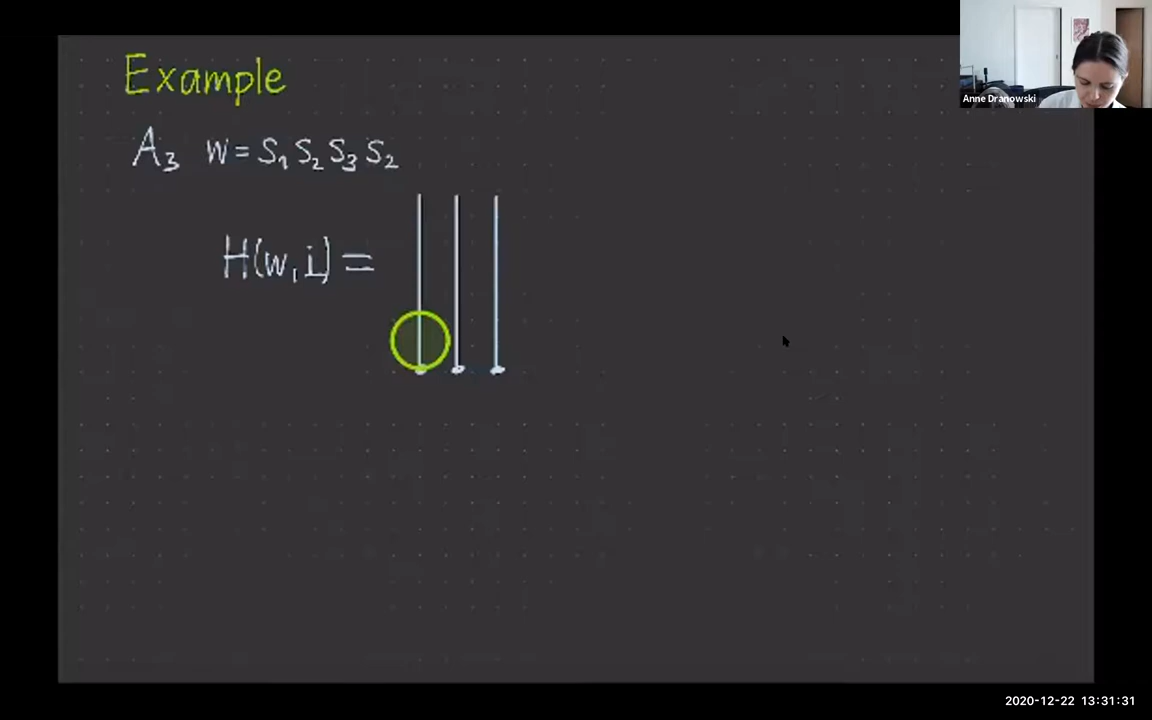 Example
Anne Dranowski
A₃ w = s₁ s₂ s₃ s₂
H(w, i) =
2020-12-22 13:31:31